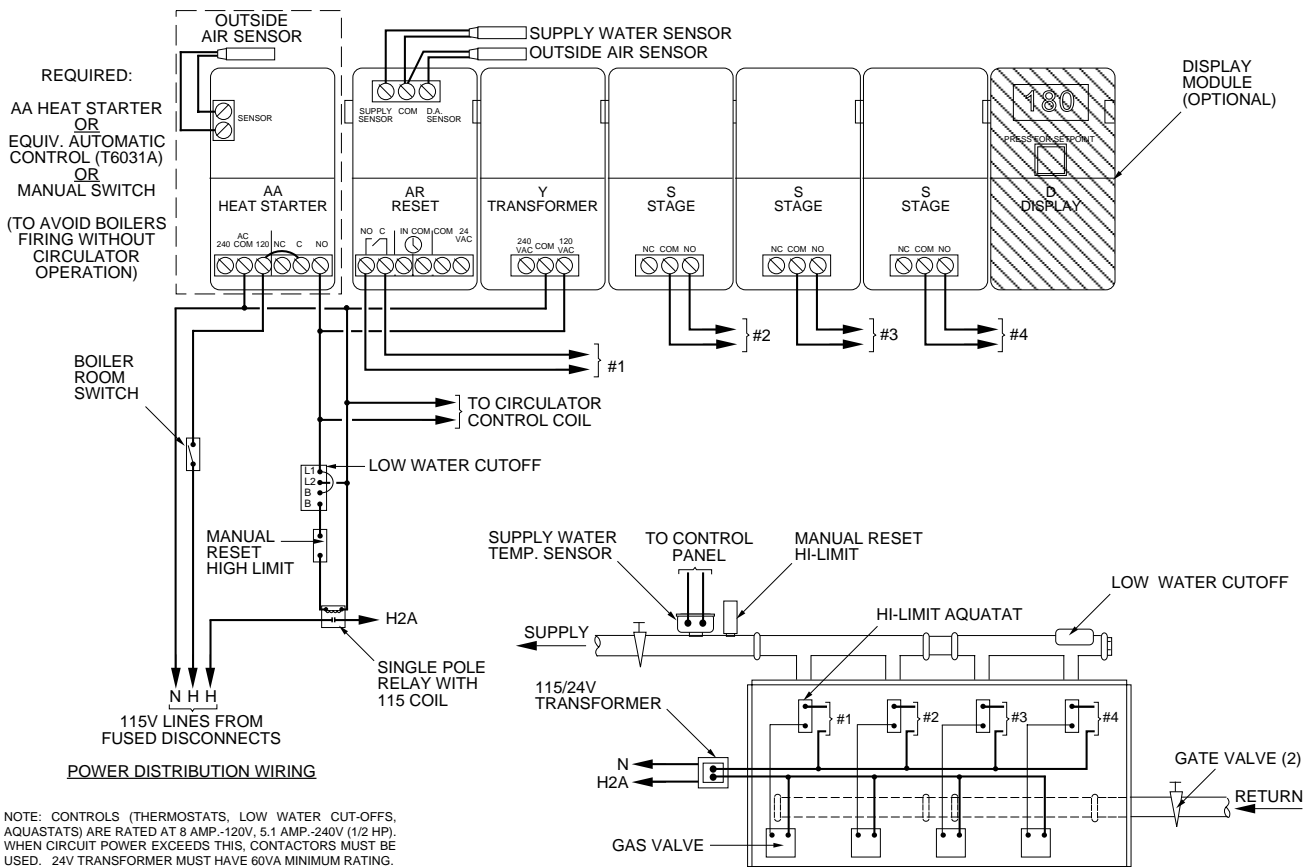 OUTSIDE
AIR SENSOR
SUPPLY WATER SENSOR
OUTSIDE AIR SENSOR
REQUIRED:
AA HEAT STARTER
OR
EQUIV. AUTOMATIC
CONTROL (T6031A)
OR
MANUAL SWITCH
(TO AVOID BOILERS
FIRING WITHOUT
CIRCULATOR
OPERATION)
SENSOR
AA
HEAT STARTER
240
AC
COM
120
NC
C
NO
SUPPLY
SENSOR
COM
D.A.
SENSOR
AR
RESET
NO
C
IN
COM
COM
24
VAC
Y
TRANSFORMER
240
VAC
COM
120
VAC
S
STAGE
NC COM NO
S
STAGE
NC COM NO
S
STAGE
NC COM NO
180
PRESS FOR SETPOINT
D
DISPLAY
DISPLAY
MODULE
(OPTIONAL)
#1
#2
#3
#4
BOILER
ROOM
SWITCH
TO CIRCULATOR
CONTROL COIL
L1
L2
B
B
LOW WATER CUTOFF
MANUAL
RESET
HIGH LIMIT
H2A
SINGLE POLE
RELAY WITH
115 COIL
N H H
115V LINES FROM
FUSED DISCONNECTS
POWER DISTRIBUTION WIRING
NOTE: CONTROLS (THERMOSTATS, LOW WATER CUT-OFFS,
AQUASTATS) ARE RATED AT 8 AMP.-120V, 5.1 AMP.-240V (1/2 HP).
WHEN CIRCUIT POWER EXCEEDS THIS, CONTACTORS MUST BE
USED. 24V TRANSFORMER MUST HAVE 60VA MINIMUM RATING.
SUPPLY WATER
TEMP. SENSOR
TO CONTROL
PANEL
MANUAL RESET
HI-LIMIT
LOW WATER CUTOFF
HI-LIMIT AQUATAT
SUPPLY
115/24V
TRANSFORMER
#1
#2
#3
#4
N
H2A
GATE VALVE (2)
RETURN
GAS VALVE